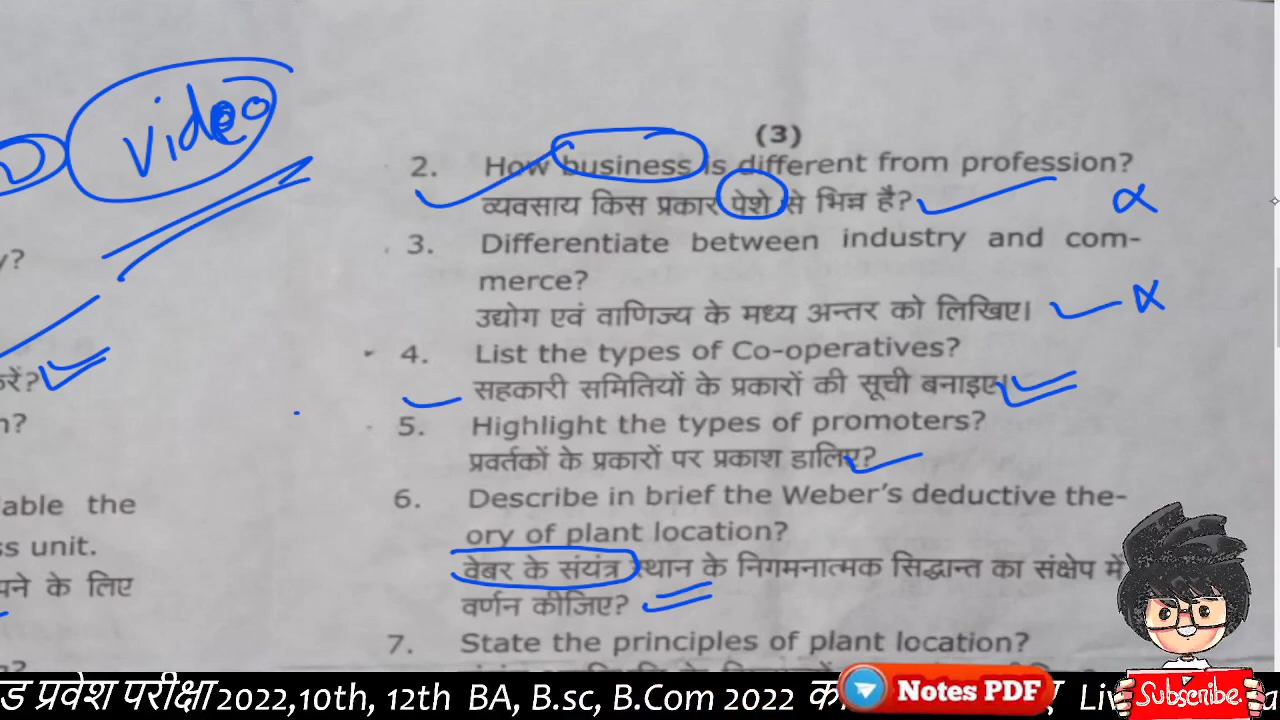 video
(3)
2. How business is different from profession?
व्यवसाय किस प्रकार पेशे से भिन्न है?
y?
3. Differentiate between industry and com-
merce?
उद्योग एवं वाणिज्य के मध्य अन्तर को लिखिए।
4. List the types of Co-operatives?
रें?
सहकारी समितियों के प्रकारों की सूची बनाइए।
n?
5. Highlight the types of promoters?
प्रवर्तकों के प्रकारों पर प्रकाश डालिए?
able the
6. Describe in brief the Weber's deductive the-
ory of plant location?
ss unit.
वेबर के संयंत्र स्थान के निगमनात्मक सिद्धान्त का संक्षेप में
पने के लिए
वर्णन कीजिए?
7. State the principles of plant location?
ड प्रवेश परीक्षा 2022,10th, 12th BA, B.sc, B.Com 2022 Liv
Notes PDF
Subscribe